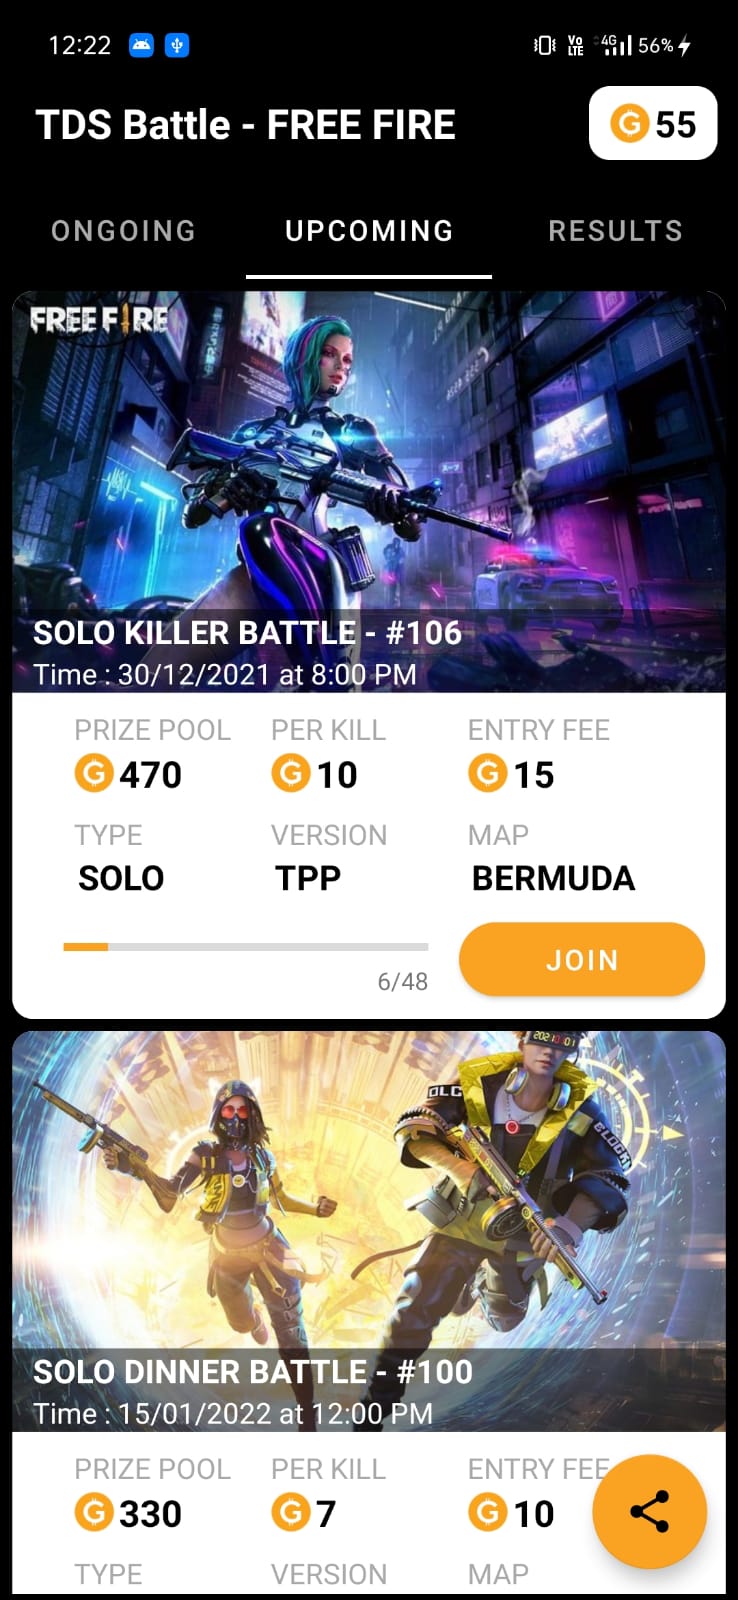 12:22
Vo LTE 4G 56%
TDS Battle - FREE FIRE
55
ONGOING UPCOMING RESULTS
FREE FIRE
SOLO KILLER BATTLE - #106
Time : 30/12/2021 at 8:00 PM
PRIZE POOL PER KILL ENTRY FEE
470 10 15
TYPE VERSION MAP
SOLO TPP BERMUDA
6/48
JOIN
SOLO DINNER BATTLE - #100
Time : 15/01/2022 at 12:00 PM
PRIZE POOL PER KILL ENTRY FEE
330 7 10
TYPE VERSION MAP